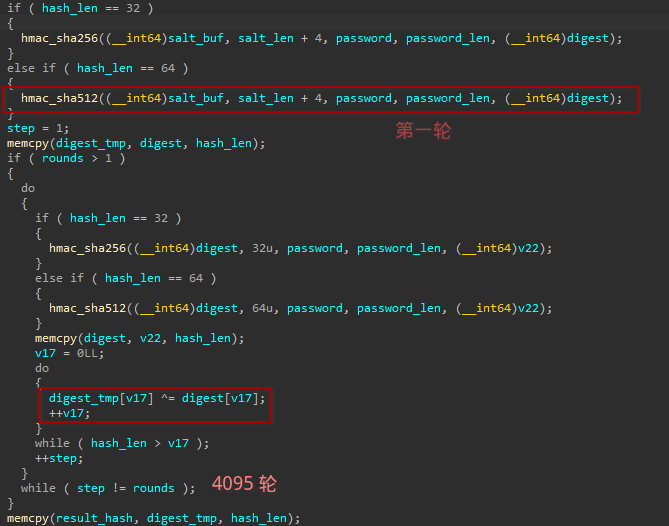 if ( hash_len == 32 )
{
hmac_sha256((__int64)salt_buf, salt_len + 4, password, password_len, (__int64)digest);
}
else if ( hash_len == 64 )
{
hmac_sha512((__int64)salt_buf, salt_len + 4, password, password_len, (__int64)digest);
}
第一轮
step = 1;
memcpy(digest_tmp, digest, hash_len);
if ( rounds > 1 )
{
do
{
if ( hash_len == 32 )
{
hmac_sha256((__int64)digest, 32u, password, password_len, (__int64)v22);
}
else if ( hash_len == 64 )
{
hmac_sha512((__int64)digest, 64u, password, password_len, (__int64)v22);
}
memcpy(digest, v22, hash_len);
v17 = 0LL;
do
{
digest_tmp[v17] ^= digest[v17];
++v17;
}
while ( hash_len > v17 );
++step;
}
while ( step != rounds ); 4095 轮
}
memcpy(result_hash, digest_tmp, hash_len);